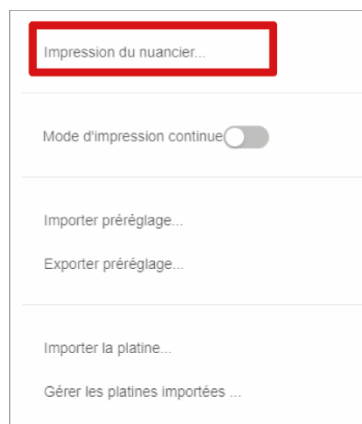 Impression du nuancier...
Mode d'impression continue
Importer préréglage...
Exporter préréglage...
Importer la platine...
Gérer les platines importées ...